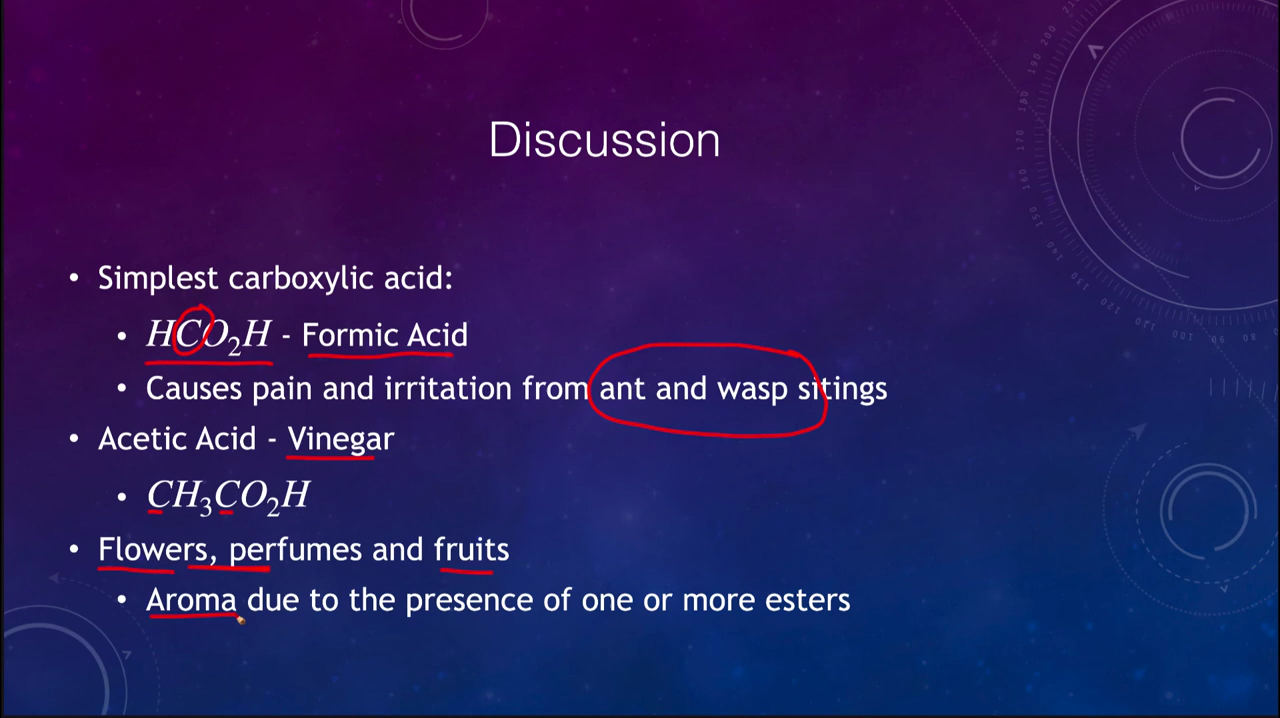 Discussion
• Simplest carboxylic acid:
• HCO₂H - Formic Acid
• Causes pain and irritation from ant and wasp sitings
• Acetic Acid - Vinegar
• CH₃CO₂H
• Flowers, perfumes and fruits
• Aroma due to the presence of one or more esters